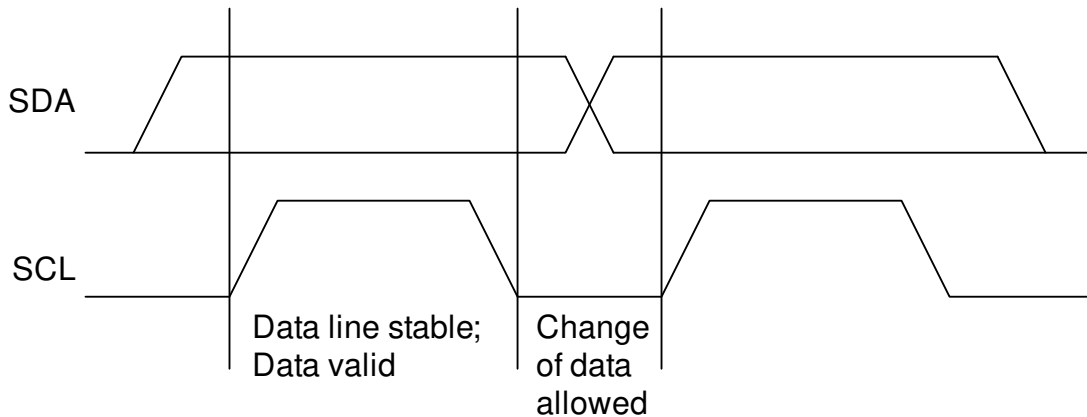 SDA
SCL
Data line stable;
Data valid
Change
of data
allowed